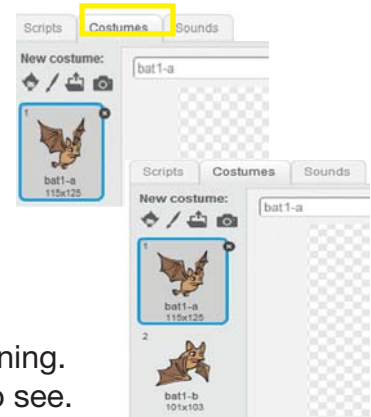 Scripts Costumes Sounds
New costume:
bat1-a
1
bat1-a
115x125
Scripts Costumes Sounds
New costume:
bat1-a
1
bat1-a
115x125
2
bat1-b
101x103
see.